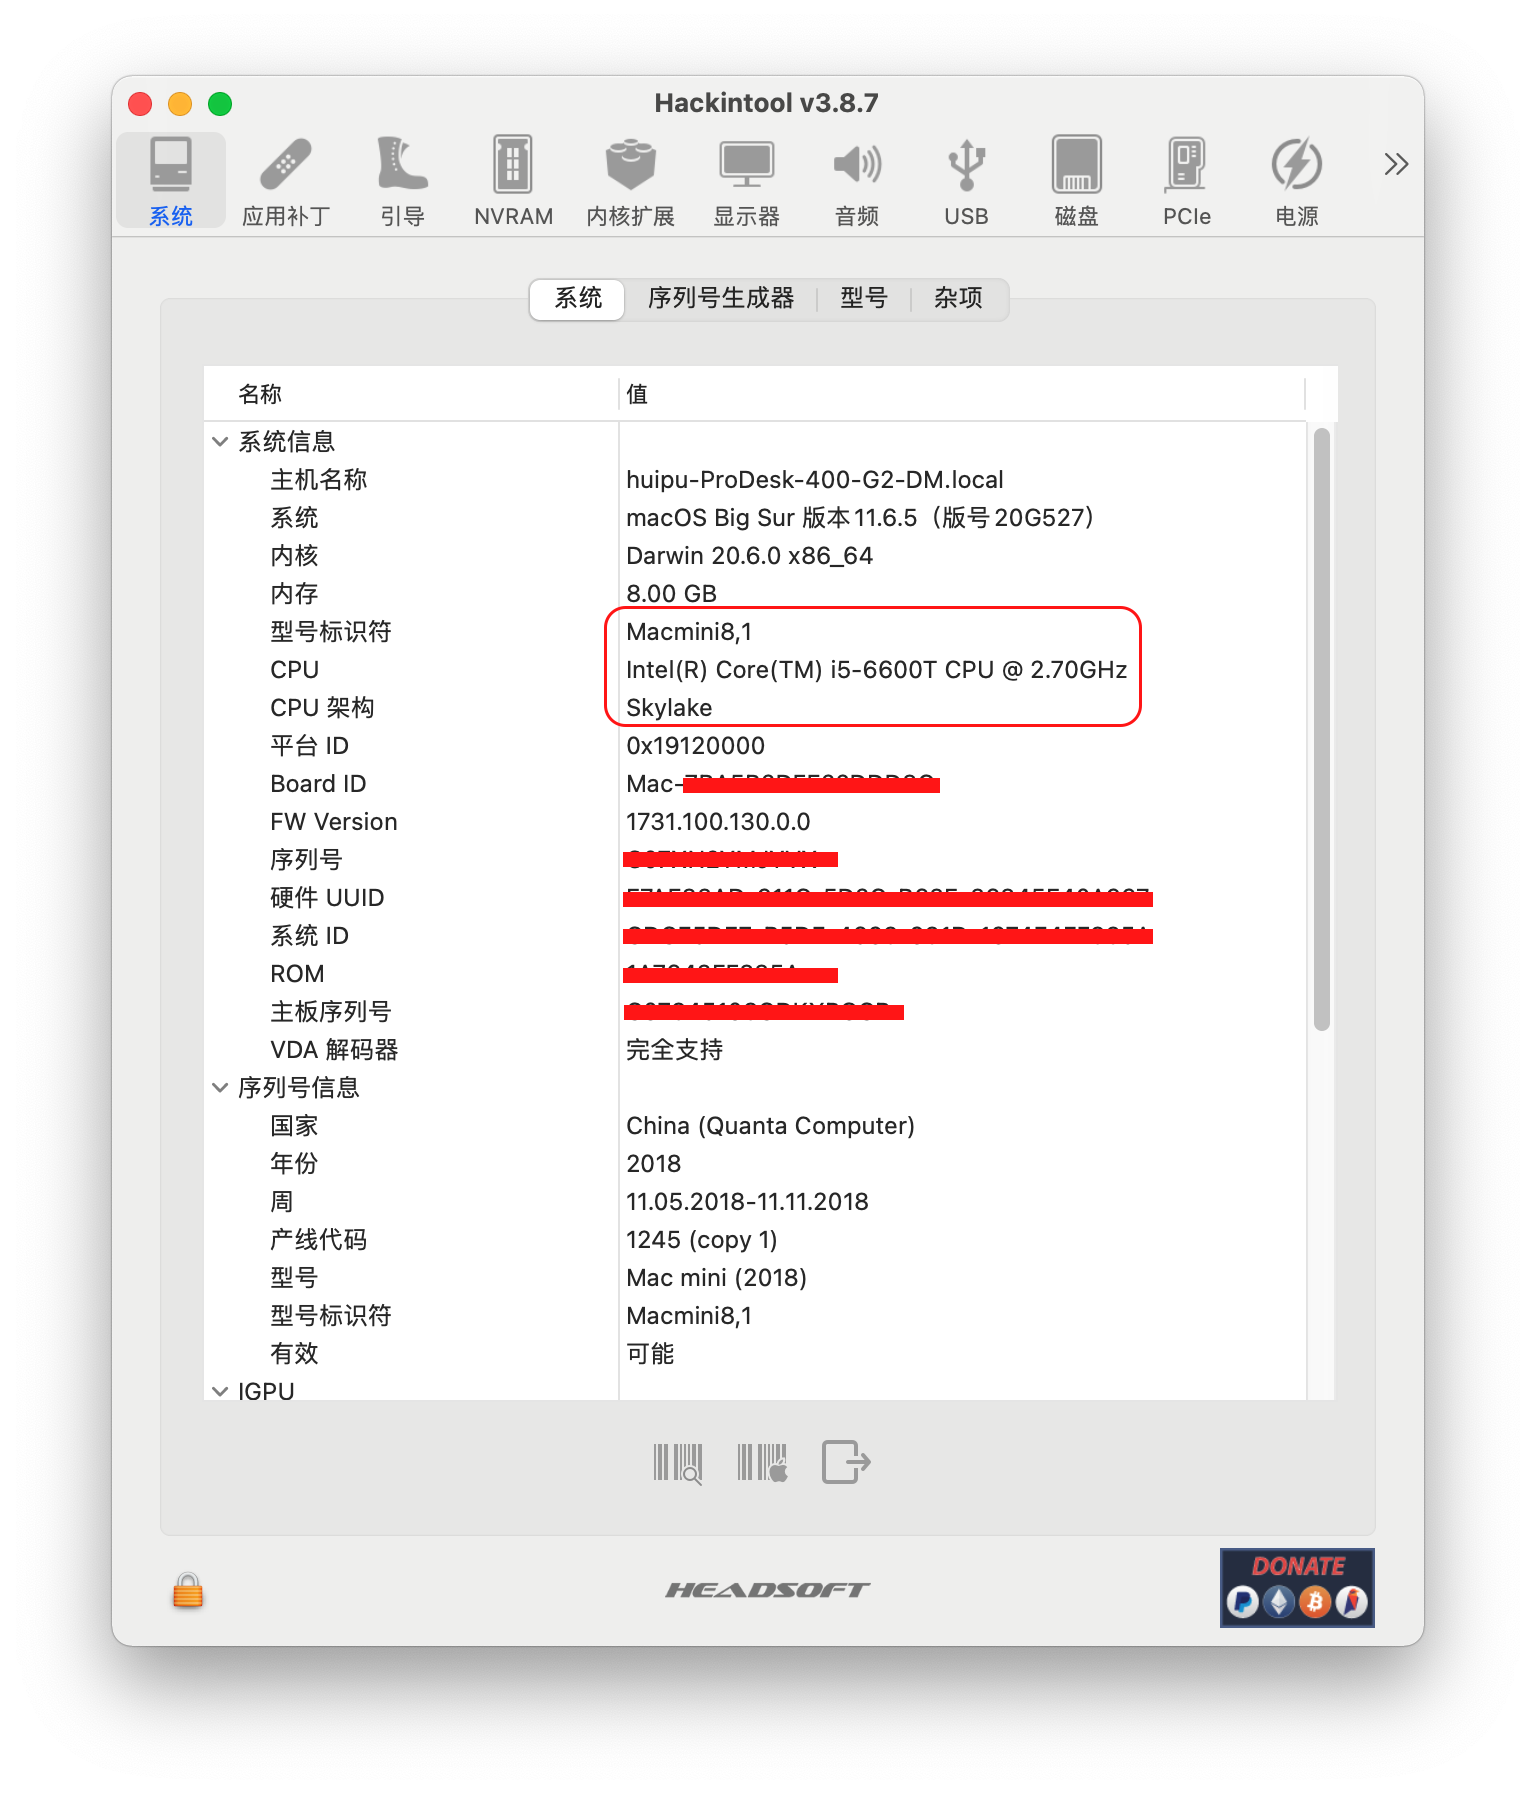 Hackintool v3.8.7
系统 应用补丁 引导 NVRAM 内核扩展 显示器 音频 USB 磁盘 PCIe 电源
系统 序列号生成器 型号 杂项
名称 值
系统信息
主机名称 huipu-ProDesk-400-G2-DM.local
系统 macOS Big Sur 版本 11.6.5（版号 20G527）
内核 Darwin 20.6.0 x86_64
内存 8.00 GB
型号标识符 Macmini8,1
CPU Intel(R) Core(TM) i5-6600T CPU @ 2.70GHz
CPU 架构 Skylake
平台 ID 0x19120000
Board ID Mac-
FW Version 1731.100.130.0.0
序列号
硬件 UUID
系统 ID
ROM
主板序列号
VDA 解码器 完全支持
序列号信息
国家 China (Quanta Computer)
年份 2018
周 11.05.2018-11.11.2018
产线代码 1245 (copy 1)
型号 Mac mini (2018)
型号标识符 Macmini8,1
有效 可能
IGPU
HEADSOFT
DONATE